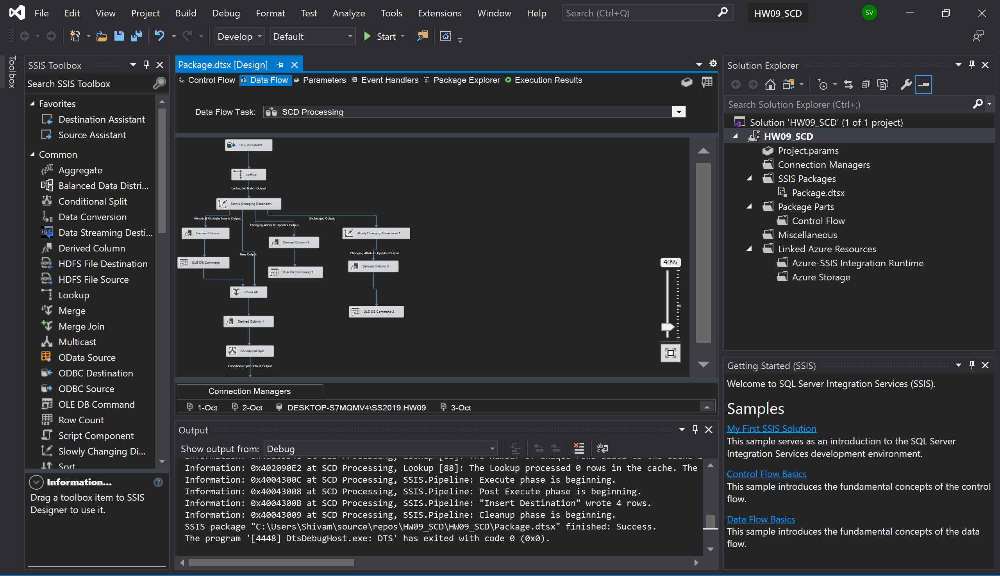 File Edit View Project Build Debug Format Test Analyze Tools Extensions Window Help Search (Ctrl+Q) HW09_SCD SV
Develop Default Start
Toolbox
SSIS Toolbox
Search SSIS Toolbox
Favorites
Destination Assistant
Source Assistant
Common
Aggregate
Balanced Data Distri...
Conditional Split
Data Conversion
Data Streaming Desti...
Derived Column
HDFS File Destination
HDFS File Source
Lookup
Merge
Merge Join
Multicast
OData Source
ODBC Destination
ODBC Source
OLE DB Command
Row Count
Script Component
Slowly Changing Di...
Sort
Information...
Drag a toolbox item to SSIS
Designer to use it.
Package.dtsx [Design]
Control Flow Data Flow Parameters Event Handlers Package Explorer Execution Results
Data Flow Task: SCD Processing
OLE DB Source
Lookup
Lookup No Match Output
Slowly Changing Dimension
Historical Attribute Inserts Output
Unchanged Output
Changing Attribute Updates Output
Derived Column
Slowly Changing Dimension 1
Derived Column 2
New Output
Changing Attribute Updates Output
OLE DB Command
Derived Column 3
OLE DB Command 1
Union All
OLE DB Command 2
Derived Column 1
Conditional Split
Conditional Split Default Output
40%
Connection Managers
1-Oct 2-Oct DESKTOP-S7MQMV4\SS2019.HW09 3-Oct
Output
Show output from: Debug
Information: 0x402090E2 at SCD Processing, Lookup [88]: The Lookup processed 0 rows in the cache. The
Information: 0x4004300C at SCD Processing, SSIS.Pipeline: Execute phase is beginning.
Information: 0x40043008 at SCD Processing, SSIS.Pipeline: Post Execute phase is beginning.
Information: 0x4004300B at SCD Processing, SSIS.Pipeline: "Insert Destination" wrote 4 rows.
Information: 0x40043009 at SCD Processing, SSIS.Pipeline: Cleanup phase is beginning.
SSIS package "C:\Users\Shivam\source\repos\HW09_SCD\HW09_SCD\Package.dtsx" finished: Success.
The program '[4448] DtsDebugHost.exe: DTS' has exited with code 0 (0x0).
Solution Explorer
Search Solution Explorer (Ctrl+;)
Solution 'HW09_SCD' (1 of 1 project)
HW09_SCD
Project.params
Connection Managers
SSIS Packages
Package.dtsx
Package Parts
Control Flow
Miscellaneous
Linked Azure Resources
Azure-SSIS Integration Runtime
Azure Storage
Getting Started (SSIS)
Welcome to SQL Server Integration Services (SSIS).
Samples
My First SSIS Solution
This sample serves as an introduction to the SQL Server
Integration Services development environment.
Control Flow Basics
This sample introduces the fundamental concepts of the control
flow.
Data Flow Basics
This sample introduces the fundamental concepts of the data
flow.